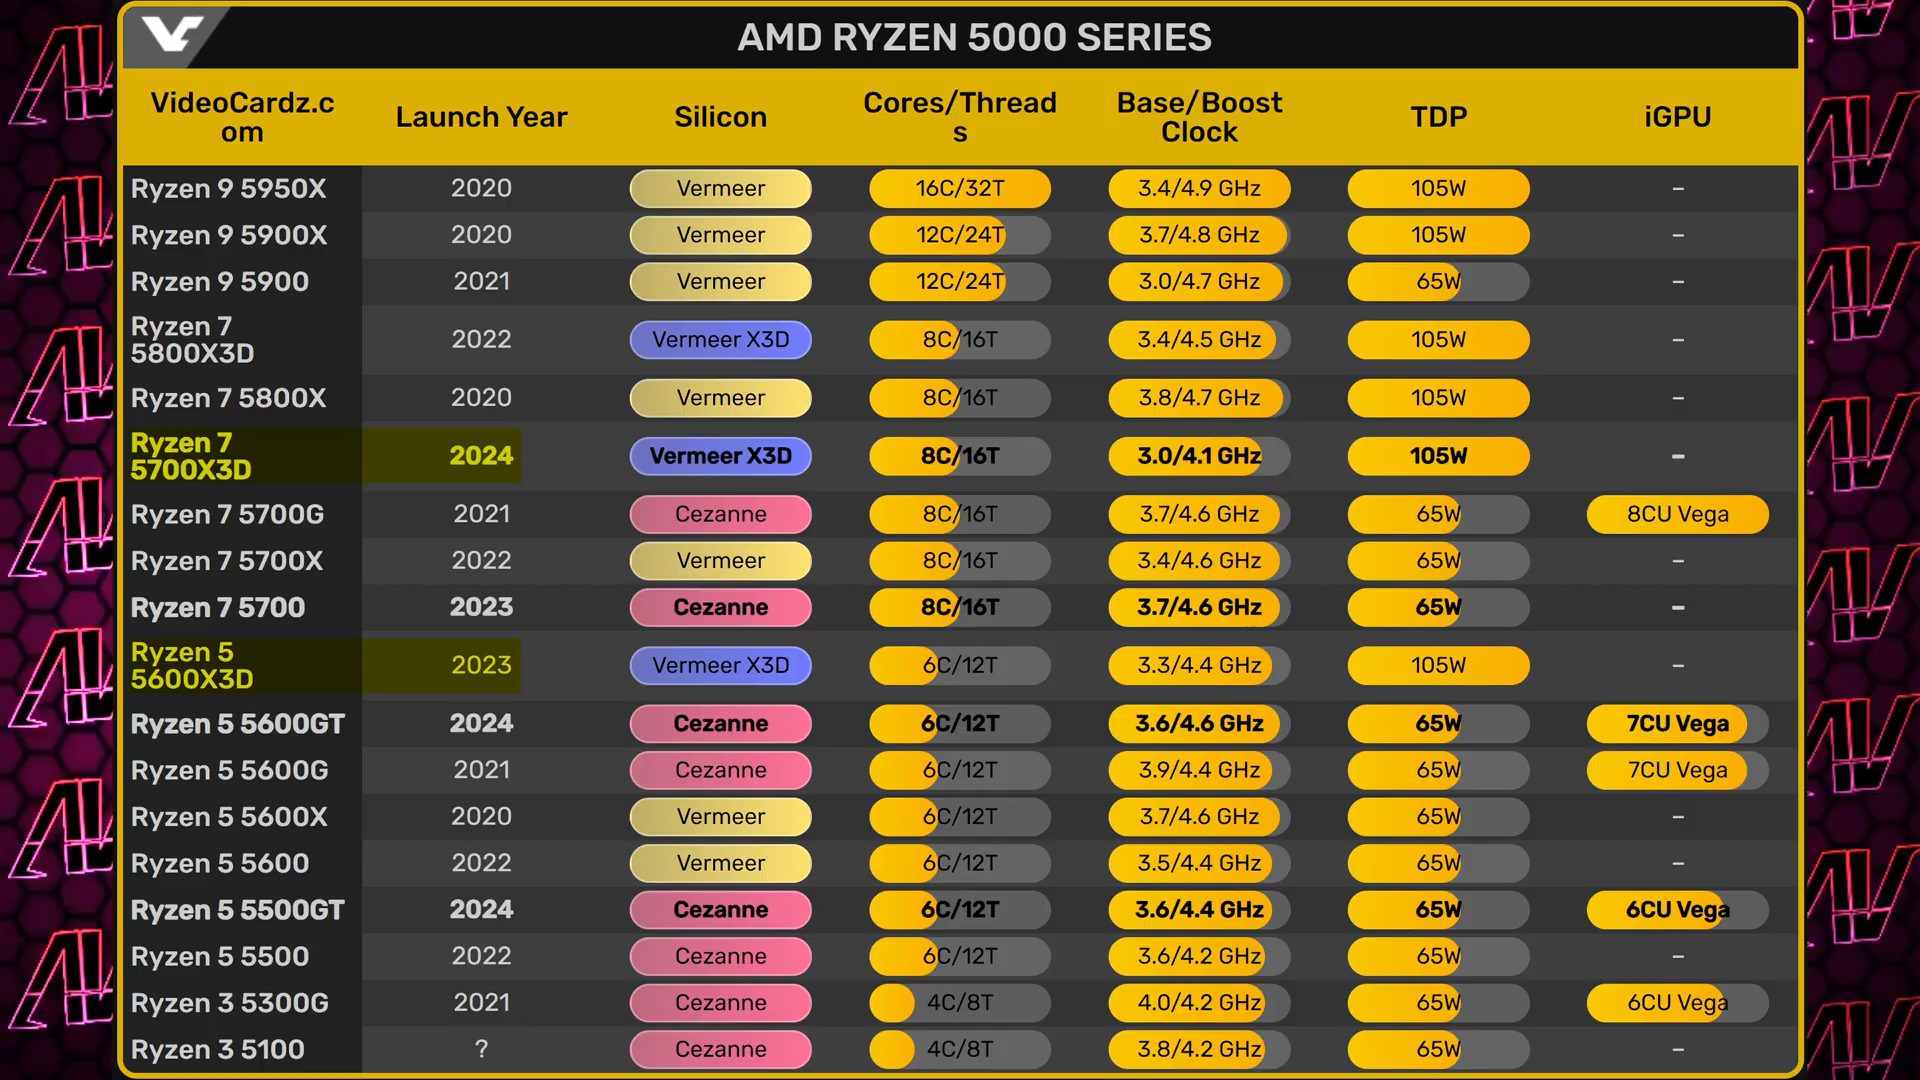 AMD RYZEN 5000 SERIES
VideoCardz.c
om
Launch Year
Silicon
Cores/Thread
s
Base/Boost
Clock
TDP
iGPU
Ryzen 9 5950X 2020 Vermeer 16C/32T 3.4/4.9 GHz 105W –
Ryzen 9 5900X 2020 Vermeer 12C/24T 3.7/4.8 GHz 105W –
Ryzen 9 5900 2021 Vermeer 12C/24T 3.0/4.7 GHz 65W –
Ryzen 7
5800X3D 2022 Vermeer X3D 8C/16T 3.4/4.5 GHz 105W –
Ryzen 7 5800X 2020 Vermeer 8C/16T 3.8/4.7 GHz 105W –
Ryzen 7
5700X3D 2024 Vermeer X3D 8C/16T 3.0/4.1 GHz 105W –
Ryzen 7 5700G 2021 Cezanne 8C/16T 3.7/4.6 GHz 65W 8CU Vega
Ryzen 7 5700X 2022 Vermeer 8C/16T 3.4/4.6 GHz 65W –
Ryzen 7 5700 2023 Cezanne 8C/16T 3.7/4.6 GHz 65W –
Ryzen 5
5600X3D 2023 Vermeer X3D 6C/12T 3.3/4.4 GHz 105W –
Ryzen 5 5600GT 2024 Cezanne 6C/12T 3.6/4.6 GHz 65W 7CU Vega
Ryzen 5 5600G 2021 Cezanne 6C/12T 3.9/4.4 GHz 65W 7CU Vega
Ryzen 5 5600X 2020 Vermeer 6C/12T 3.7/4.6 GHz 65W –
Ryzen 5 5600 2022 Vermeer 6C/12T 3.5/4.4 GHz 65W –
Ryzen 5 5500GT 2024 Cezanne 6C/12T 3.6/4.4 GHz 65W 6CU Vega
Ryzen 5 5500 2022 Cezanne 6C/12T 3.6/4.2 GHz 65W –
Ryzen 3 5300G 2021 Cezanne 4C/8T 4.0/4.2 GHz 65W 6CU Vega
Ryzen 3 5100 ? Cezanne 4C/8T 3.8/4.2 GHz 65W –